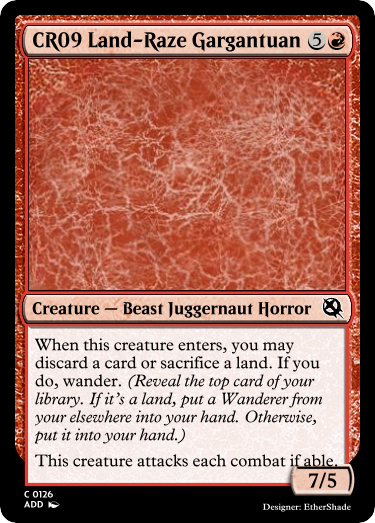 CR09 Land-Raze Gargantuan 5
Creature — Beast Juggernaut Horror
When this creature enters, you may
discard a card or sacrifice a land. If you
do, wander. (Reveal the top card of your
library. If it's a land, put a Wanderer from
your elsewhere into your hand. Otherwise,
put it into your hand.)
This creature attacks each combat if able.
7/5
C 0126
ADD
Designer: EtherShade